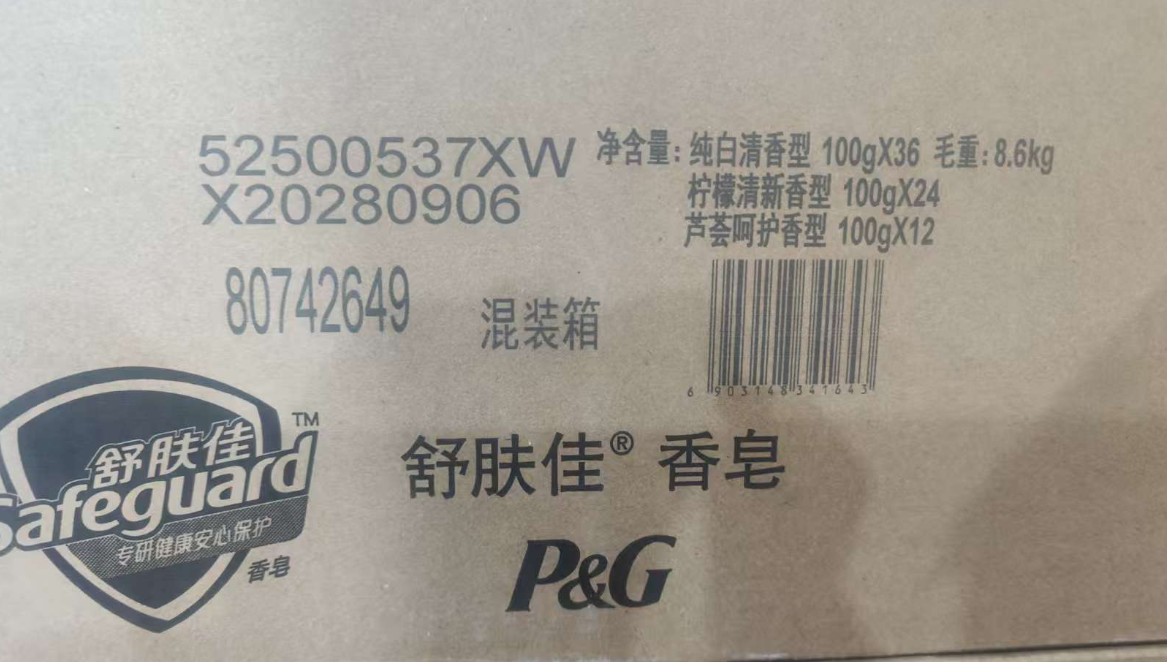 52500537XW
X20280906
净含量:纯白清香型 100gX36 毛重:8.6kg
柠檬清新香型 100gX24
芦荟呵护香型 100gX12
80742649
混装箱
6 903148 341643
舒肤佳
Safeguard
TM
专研健康安心保护
香皂
舒肤佳® 香皂
P&G